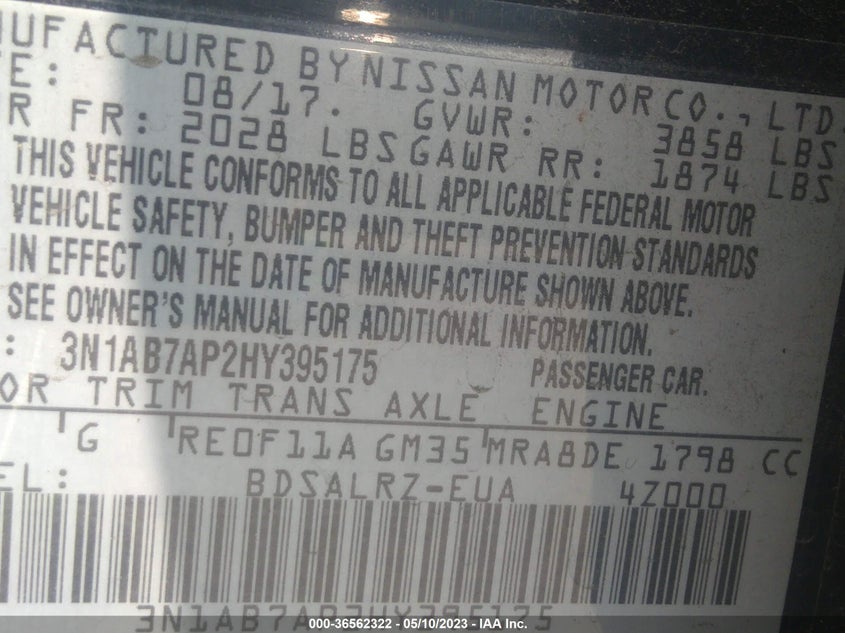 UFACTURED BY NISSAN MOTOR CO., LTD.
E: 08/17. GVWR: 3858 LBS
R FR: 2028 LBS GAWR RR: 1874 LBS
THIS VEHICLE CONFORMS TO ALL APPLICABLE FEDERAL MOTOR
VEHICLE SAFETY, BUMPER AND THEFT PREVENTION STANDARDS
IN EFFECT ON THE DATE OF MANUFACTURE SHOWN ABOVE.
SEE OWNER'S MANUAL FOR ADDITIONAL INFORMATION.
: 3N1AB7AP2HY395175 PASSENGER CAR.
OR TRIM TRANS AXLE ENGINE
G RE0F11A GM35 MRA8DE 1798 CC
EL: BDSALRZ-EUA 4Z000
3N1AB7AP2HY395175
000-36562322 - 05/10/2023 - IAA Inc.